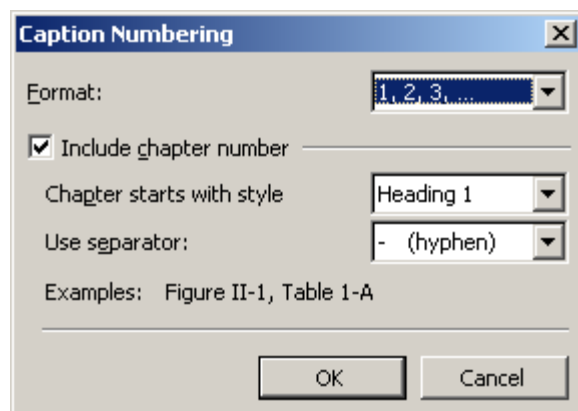 Caption Numbering
Format: 1, 2, 3, ...
Include chapter number
Chapter starts with style Heading 1
Use separator: - (hyphen)
Examples: Figure II-1, Table 1-A
OK Cancel